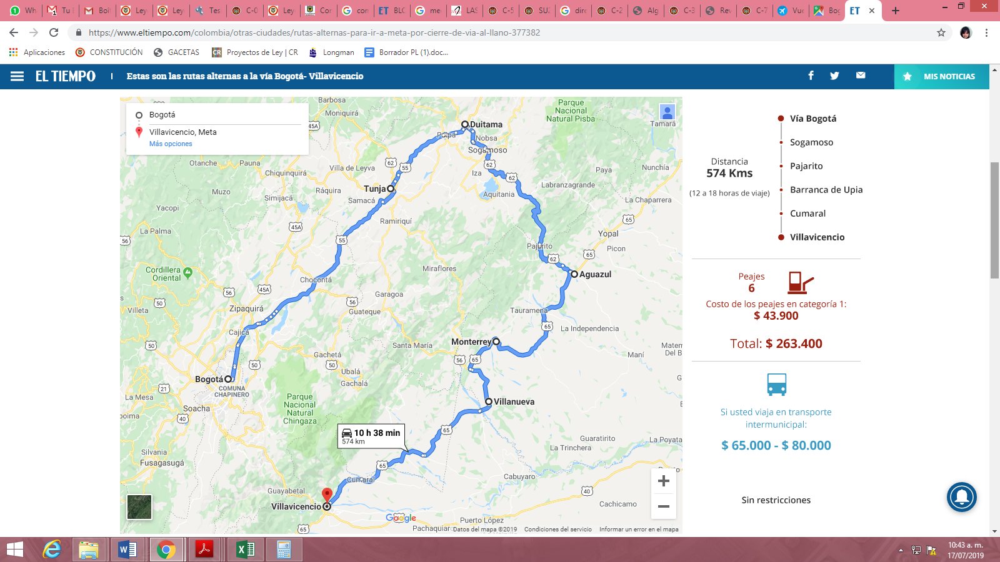 Wh
Tu E
Boi
Ley
Ley
Tes
C-0
Ley
Cor
com
BLC
me
LAS
C-5
SU
dire
C-2
Alg
C-3
Rev
C-7
Vue
Bog
https://www.eltiempo.com/colombia/otras-ciudades/rutas-alternas-para-ir-a-meta-por-cierre-de-via-al-llano-377382
Aplicaciones
CONSTITUCIÓN
GACETAS
Proyectos de Ley | CR
Longman
Borrador PL (1).doc...
EL TIEMPO
Estas son las rutas alternas a la vía Bogotá- Villavicencio
MIS NOTICIAS
Bogotá
Villavicencio, Meta
Más opciones
Barbosa
Moniquirá
45A
Parque
Nacional
Natural Pisba
Tamará
Duitama
Paipa
Nobsa
Sogamoso
Otanche
Pauna
Chiquinquirá
Villa de Leyva
62
55
62
62
Iza
Paya
Nunchía
Labranzagrande
Muzo
Ráquira
Tunja
Samacá
Simijacá
Aquitania
La Chaparrera
Yacopí
Ramiriquí
65
45A
La Palma
56
55
Yopal
Pajarito
Picon
65
62
Cordillera
Oriental
Miraflores
Aguazul
Chocontá
45A
56
Garagoa
56
50
Villeta
Zipaquirá
Guateque
Tauramena
65
La Independencia
Cajicá
50
Santa María
Monterrey
Matem
Del B
Maní
Gachetá
56
65
50
50
Ubalá
Gachalá
Bogotá
COMUNA
CHAPINERO
21
La Mesa
Parque
Nacional
Natural
Chingaza
Villanueva
Soacha
poima
40
65
10 h 38 min
574 km
Guaratirito
La Poyata
La Trinchera
Silvania
Fusagasugá
65
Cabuyaro
Cumaral
Guayabetal
40
Cachicamo
Villavicencio
Google
Puerto López
65
Pachaquiaro
Datos del mapa ©2019
Condiciones del servicio
Informar un error en el mapa
Distancia
574 Kms
(12 a 18 horas de viaje)
Vía Bogotá
Sogamoso
Pajarito
Barranca de Upia
Cumaral
Villavicencio
Peajes
6
Costo de los peajes en categoría 1:
$ 43.900
Total: $ 263.400
Si usted viaja en transporte
intermunicipal:
$ 65.000 - $ 80.000
Sin restricciones
10:43 a. m.
17/07/2019